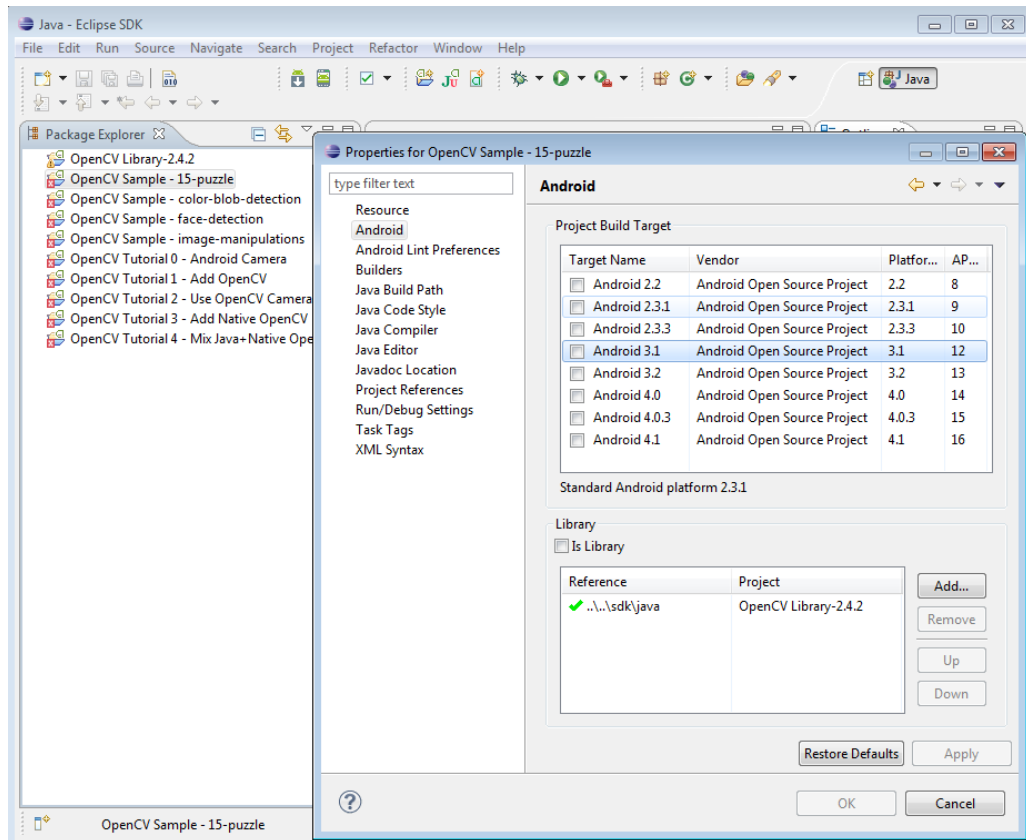 Java - Eclipse SDK
File Edit Run Source Navigate Search Project Refactor Window Help
Java
Package Explorer
OpenCV Library-2.4.2
OpenCV Sample - 15-puzzle
OpenCV Sample - color-blob-detection
OpenCV Sample - face-detection
OpenCV Sample - image-manipulations
OpenCV Tutorial 0 - Android Camera
OpenCV Tutorial 1 - Add OpenCV
OpenCV Tutorial 2 - Use OpenCV Camera
OpenCV Tutorial 3 - Add Native OpenCV
OpenCV Tutorial 4 - Mix Java+Native Ope
OpenCV Sample - 15-puzzle
Properties for OpenCV Sample - 15-puzzle
type filter text
Resource
Android
Android Lint Preferences
Builders
Java Build Path
Java Code Style
Java Compiler
Java Editor
Javadoc Location
Project References
Run/Debug Settings
Task Tags
XML Syntax
Android
Project Build Target
Target Name Vendor Platfor... AP...
Android 2.2 Android Open Source Project 2.2 8
Android 2.3.1 Android Open Source Project 2.3.1 9
Android 2.3.3 Android Open Source Project 2.3.3 10
Android 3.1 Android Open Source Project 3.1 12
Android 3.2 Android Open Source Project 3.2 13
Android 4.0 Android Open Source Project 4.0 14
Android 4.0.3 Android Open Source Project 4.0.3 15
Android 4.1 Android Open Source Project 4.1 16
Standard Android platform 2.3.1
Library
Is Library
Reference Project
..\..\sdk\java OpenCV Library-2.4.2
Add...
Remove
Up
Down
Restore Defaults Apply
OK Cancel